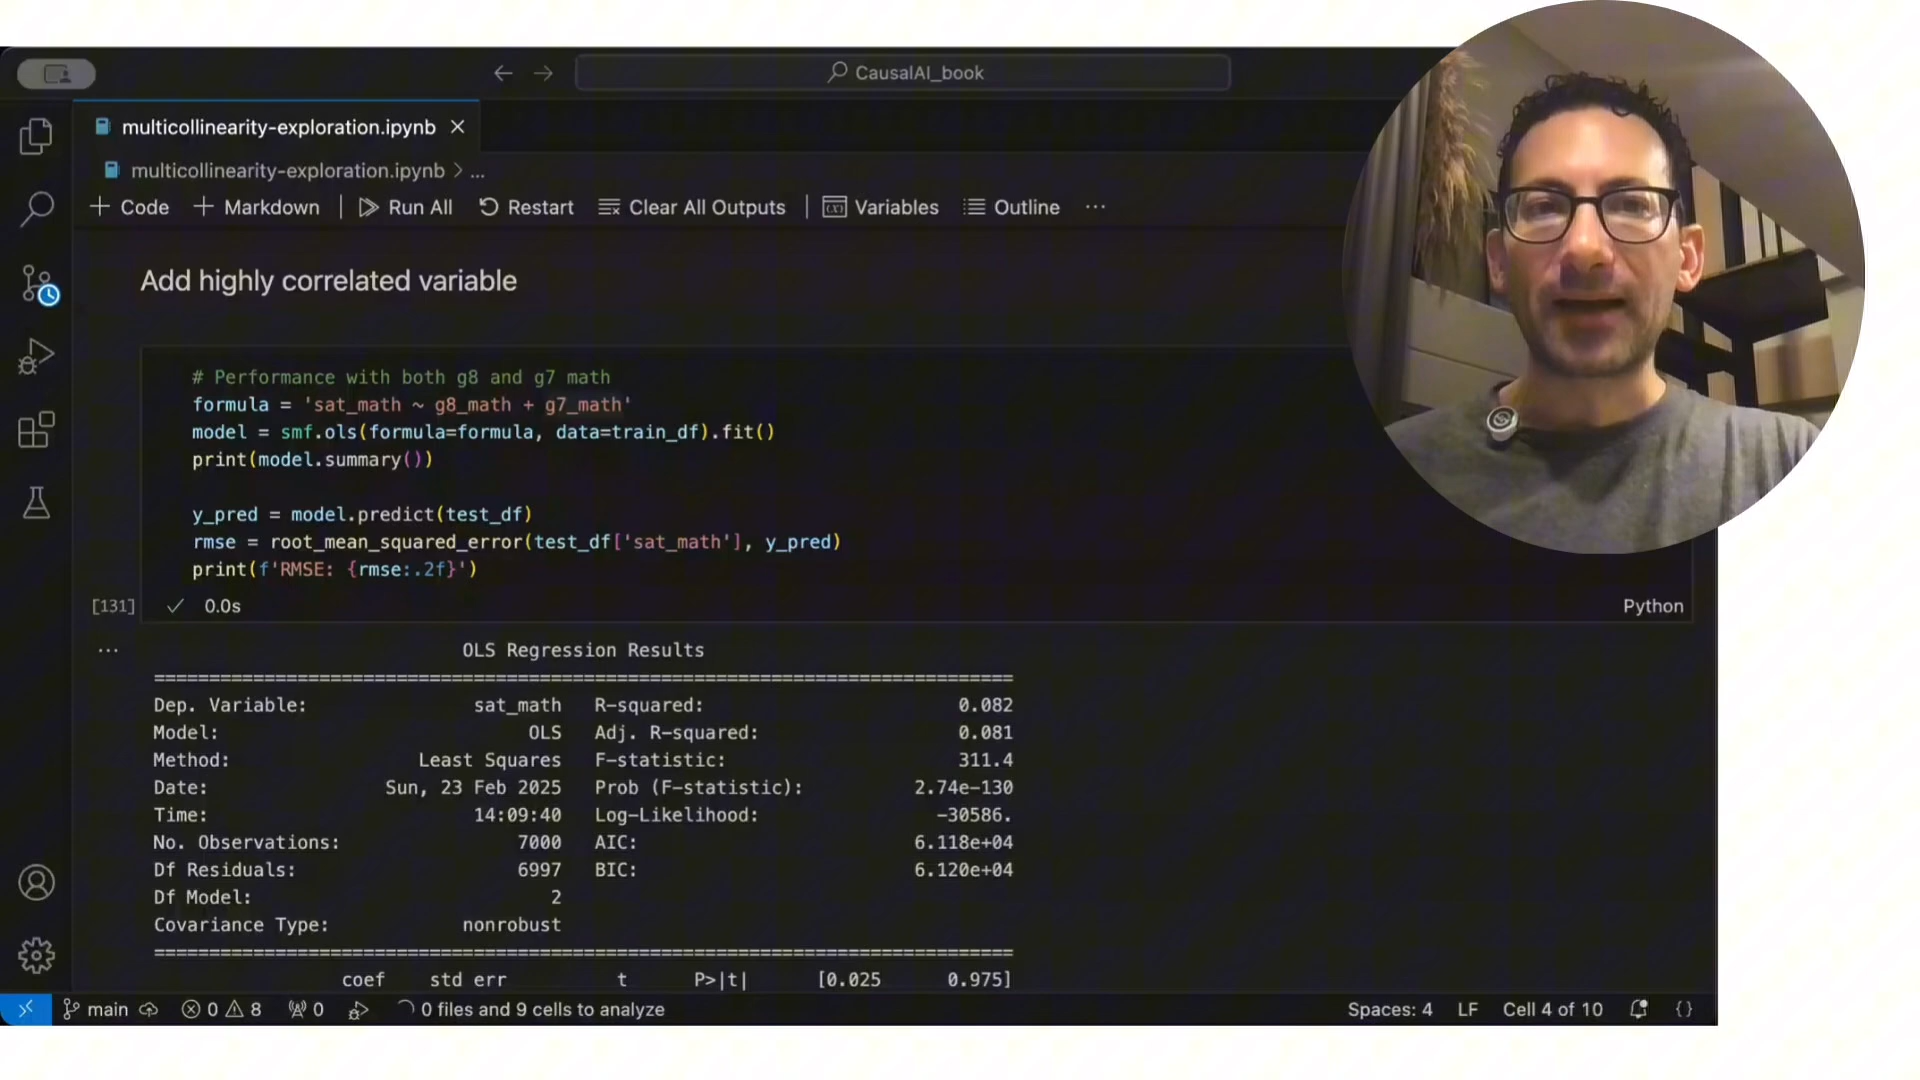 CausalAI_book
multicollinearity-exploration.ipynb
multicollinearity-exploration.ipynb > ...
Code Markdown Run All Restart Clear All Outputs Variables Outline ...
Add highly correlated variable
# Performance with both g8 and g7 math
formula = 'sat_math ~ g8_math + g7_math'
model = smf.ols(formula=formula, data=train_df).fit()
print(model.summary())
y_pred = model.predict(test_df)
rmse = root_mean_squared_error(test_df['sat_math'], y_pred)
print(f'RMSE: {rmse:.2f}')
[131] 0.0s Python
... OLS Regression Results
==============================================================================
Dep. Variable: sat_math R-squared: 0.082
Model: OLS Adj. R-squared: 0.081
Method: Least Squares F-statistic: 311.4
Date: Sun, 23 Feb 2025 Prob (F-statistic): 2.74e-130
Time: 14:09:40 Log-Likelihood: -30586.
No. Observations: 7000 AIC: 6.118e+04
Df Residuals: 6997 BIC: 6.120e+04
Df Model: 2
Covariance Type: nonrobust
==============================================================================
coef std err t P>|t| [0.025 0.975]
main 0 8 0 0 files and 9 cells to analyze Spaces: 4 LF Cell 4 of 10 {}